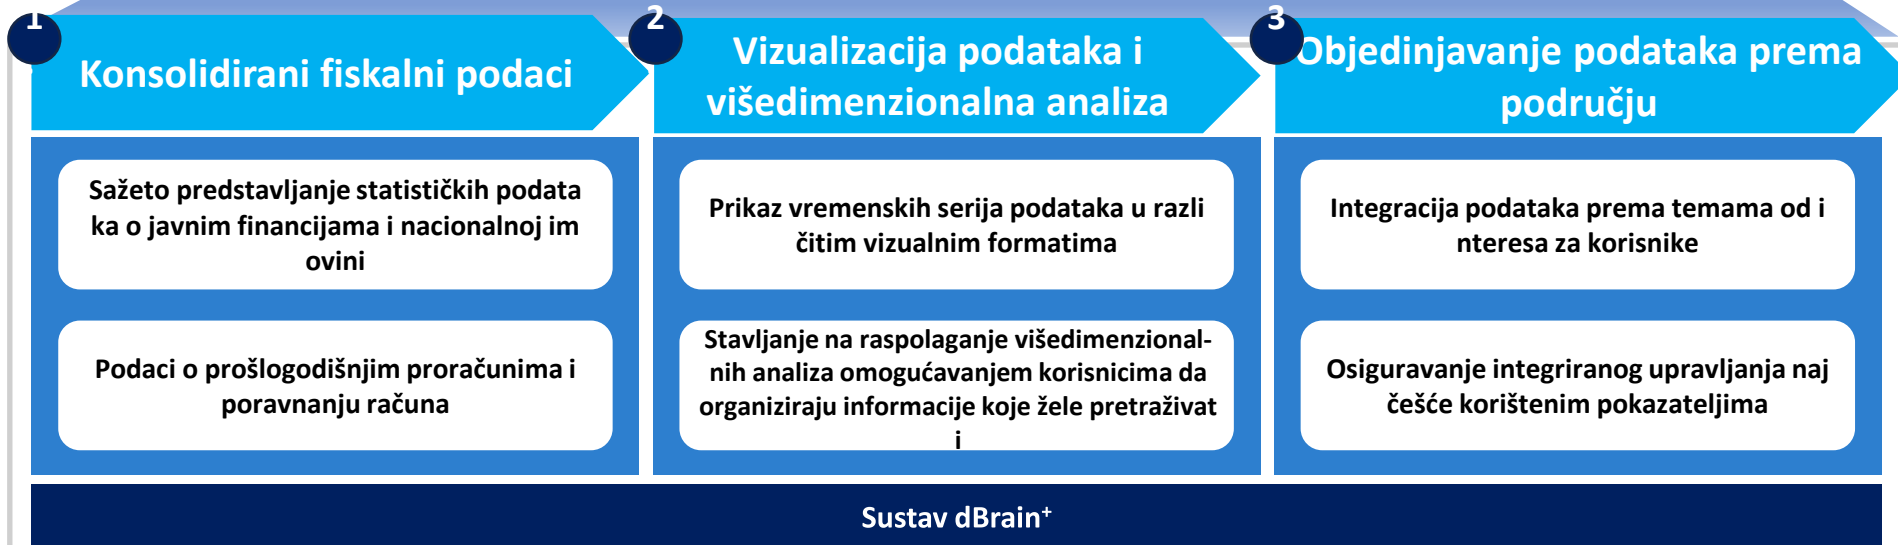 1
Konsolidirani fiskalni podaci
Sažeto predstavljanje statističkih podata
ka o javnim financijama i nacionalnoj im
ovini
Podaci o prošlogodišnjim proračunima i
poravnanju računa
2
Vizualizacija podataka i
višedimenzionalna analiza
Prikaz vremenskih serija podataka u razli
čitim vizualnim formatima
Stavljanje na raspolaganje višedimenzional-
nih analiza omogućavanjem korisnicima da
organiziraju informacije koje žele pretraživat
i
3
Objedinjavanje podataka prema
području
Integracija podataka prema temama od i
nteresa za korisnike
Osiguravanje integriranog upravljanja naj
češće korištenim pokazateljima
Sustav dBrain⁺